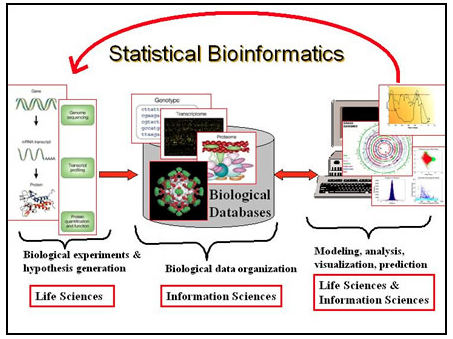 Statistical Bioinformatics
Gene
Genome
sequencing
mRNA transcript
AAAA
Transcript
profiling
Protein
Protein
quantification
and function
Genotype
Transcriptome
Proteome
Biological
Databases
Biological experiments &
hypothesis generation
Life Sciences
Biological data organization
Information Sciences
Modeling, analysis,
visualization, prediction
Life Sciences &
Information Sciences